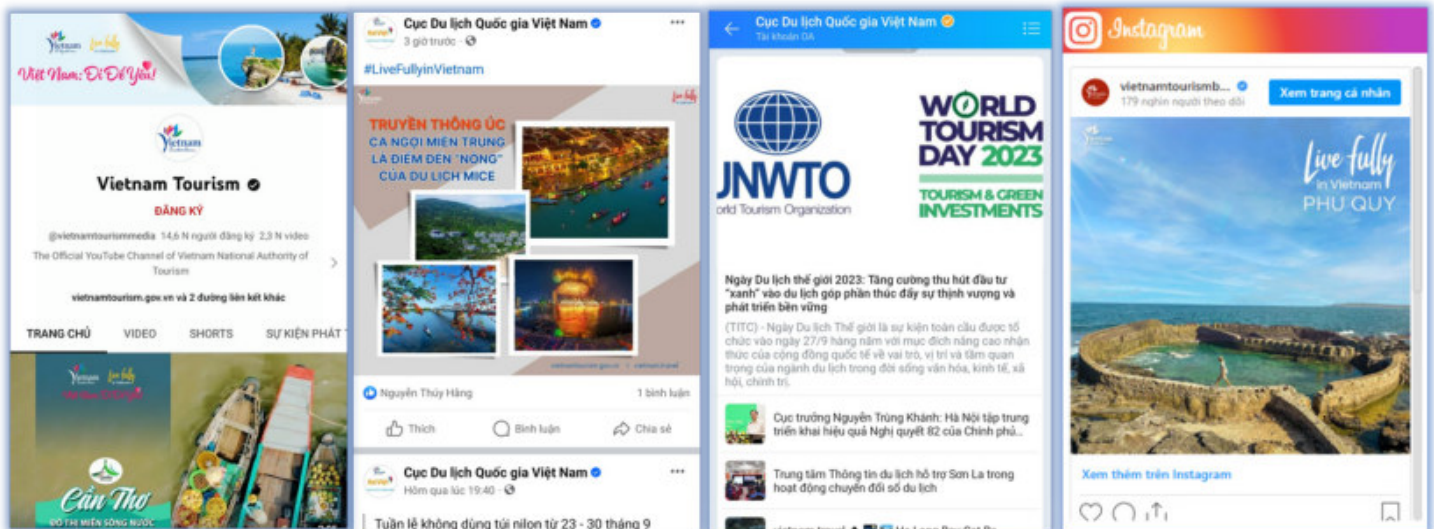 Vietnam Live fully
Việt Nam: Đi Để Yêu!
Vietnam
Vietnam Tourism
ĐĂNG KÝ
@vietnamtourismmedia 14,6 N người đăng ký 2,3 N video
The Official YouTube Channel of Vietnam National Authority of
Tourism
vietnamtourism.gov.vn và 2 đường liên kết khác
TRANG CHỦ VIDEO SHORTS SỰ KIỆN PHÁT
Vietnam Live fully
Cần Thơ
ĐÔ THỊ MIỀN SÔNG NƯỚC
Cục Du lịch Quốc gia Việt Nam
3 giờ trước
#LiveFullyinVietnam
Live fully
TRUYỀN THÔNG ÚC
CA NGỢI MIỀN TRUNG
LÀ ĐIỂM ĐẾN "NÓNG"
CỦA DU LỊCH MICE
vietnamtourism.gov.vn vietnam.travel
Nguyễn Thúy Hằng 1 bình luận
Thích Bình luận Chia sẻ
Cục Du lịch Quốc gia Việt Nam
Hôm qua lúc 19:40
Tuần lễ không dùng túi nilon từ 23 - 30 tháng 9
Cục Du lịch Quốc gia Việt Nam
Tài khoản OA
UNWTO
World Tourism Organization
WORLD
TOURISM
DAY 2023
TOURISM & GREEN
INVESTMENTS
Ngày Du lịch thế giới 2023: Tăng cường thu hút đầu tư
"xanh" vào du lịch góp phần thúc đẩy sự thịnh vượng và
phát triển bền vững
(TITC) - Ngày Du lịch Thế giới là sự kiện toàn cầu được tổ
chức vào ngày 27/9 hàng năm với mục đích nâng cao nhận
thức của cộng đồng quốc tế về vai trò, vị trí và tầm quan
trọng của ngành du lịch trong đời sống văn hóa, kinh tế, xã
hội, chính trị.
Cục trưởng Nguyễn Trùng Khánh: Hà Nội tập trung
triển khai hiệu quả Nghị quyết 82 của Chính phủ...
Trung tâm Thông tin du lịch hỗ trợ Sơn La trong
hoạt động chuyển đổi số du lịch
Instagram
vietnamtourismb...
179 nghìn người theo dõi
Xem trang cá nhân
Vietnam
Live fully
in Vietnam
PHU QUY
Xem thêm trên Instagram